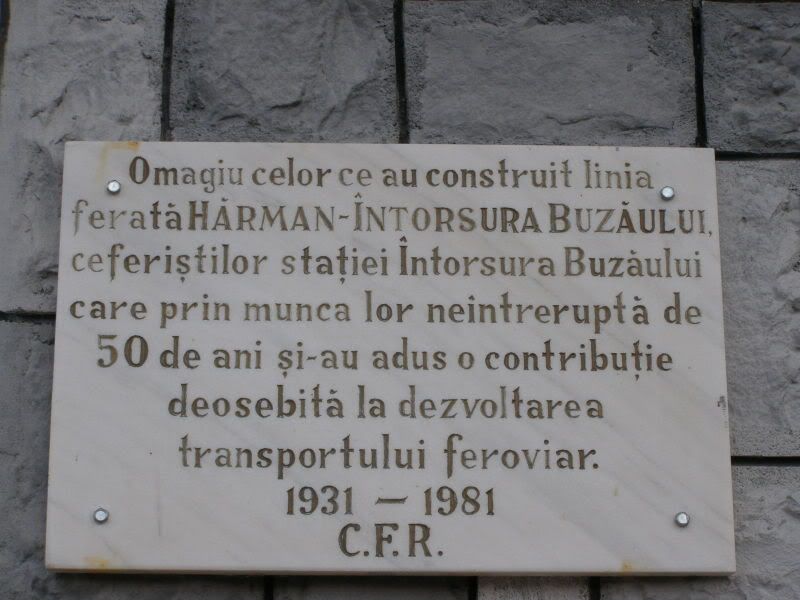 Omagiu celor ce au construit linia
ferată HĂRMAN-ÎNTORSURA BUZĂULUI,
ceferiștilor stației Întorsura Buzăului
care prin munca lor neîntreruptă de
50 de ani și-au adus o contribuție
deosebită la dezvoltarea
transportului feroviar.
1931 — 1981
C.F.R.